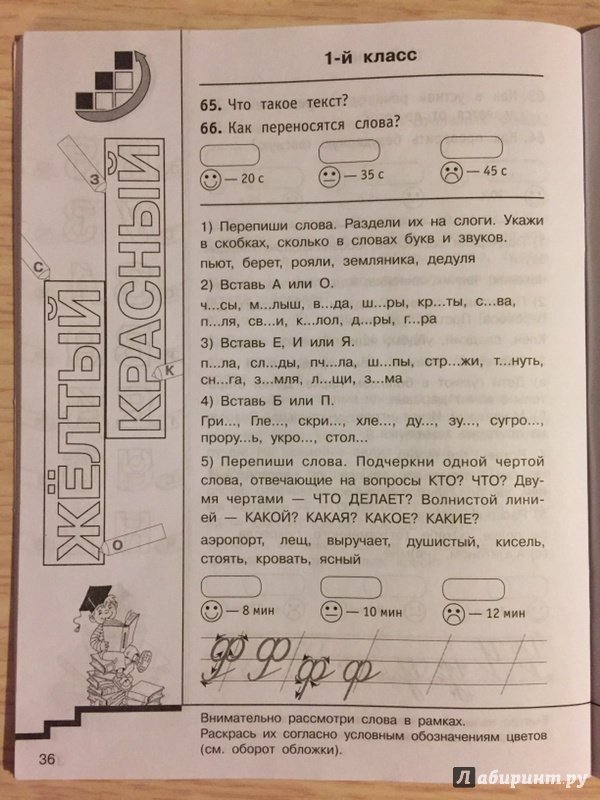 1-й класс
65. Что такое текст?
66. Как переносятся слова?
— 20 с
— 35 с
— 45 с
1) Перепиши слова. Раздели их на слоги. Укажи
в скобках, сколько в словах букв и звуков.
пьют, берет, рояли, земляника, дедуля
2) Вставь А или О.
ч...сы, м...лыш, в...да, ш...ры, кр...ты, с...ва,
п...ля, св...и, к...лол, д...ры, г...ра
3) Вставь Е, И или Я.
п...ла, сл...ды, пч...ла, ш...пы, стр...жи, т...нуть,
сн...га, з...мля, л...щи, з...ма
4) Вставь Б или П.
Гри..., Гле..., скри..., хле..., ду..., зу..., сугро...,
прору...ь, укро..., стол...
5) Перепиши слова. Подчеркни одной чертой
слова, отвечающие на вопросы КТО? ЧТО? Дву-
мя чертами — ЧТО ДЕЛАЕТ? Волнистой лини-
ей — КАКОЙ? КАКАЯ? КАКОЕ? КАКИЕ?
аэропорт, лещ, выручает, душистый, кисель,
стоять, кровать, ясный
— 8 мин
— 10 мин
— 12 мин
Ф Ф ф ф
Внимательно рассмотри слова в рамках.
Раскрась их согласно условным обозначениям цветов
(см. оборот обложки).
36
ЖЁЛТЫЙ
КРАСНЫЙ
З
С
К
О
Лабиринт.ру